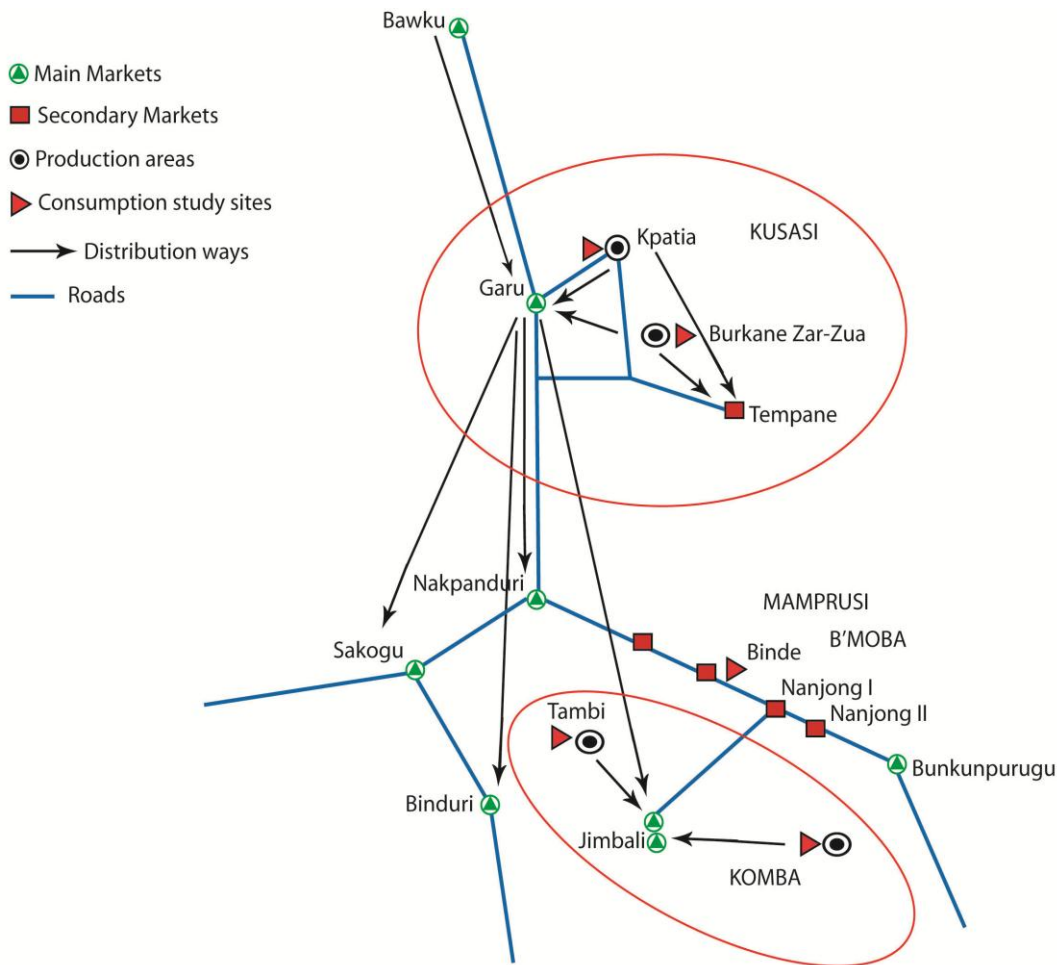 Bawku
Main Markets
Secondary Markets
Production areas
Consumption study sites
Distribution ways
Roads
Kpatia
KUSASI
Garu
Burkane Zar-Zua
Tempane
Nakpanduri
MAMPRUSI
B'MOBA
Sakogu
Binde
Nanjong I
Tambi
Nanjong II
Bunkunpurugu
Binduri
Jimbali
KOMBA